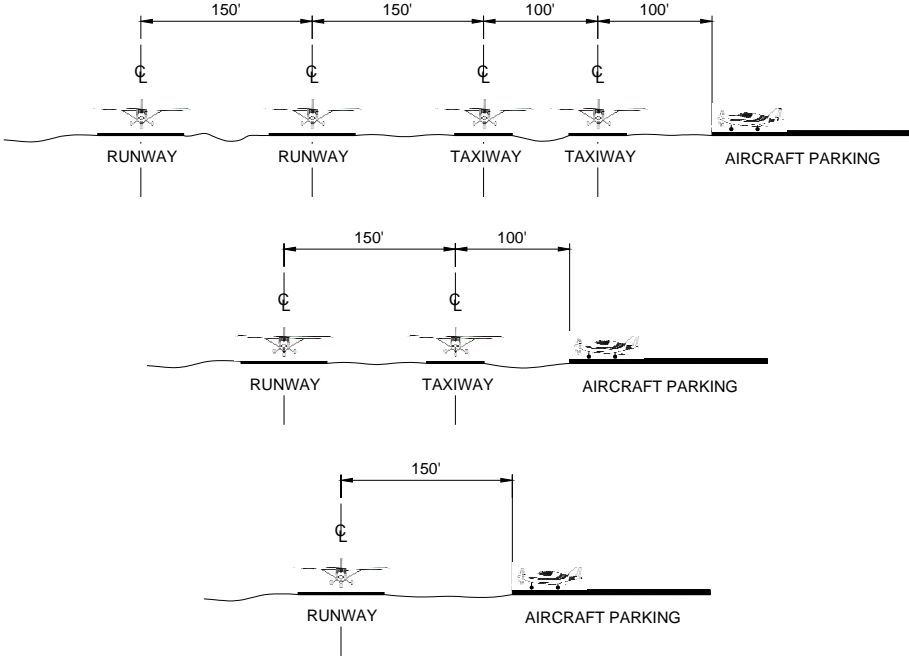 150' 150' 100' 100'
℄ ℄ ℄ ℄
RUNWAY RUNWAY TAXIWAY TAXIWAY AIRCRAFT PARKING
150' 100'
℄ ℄
RUNWAY TAXIWAY AIRCRAFT PARKING
150'
℄
RUNWAY AIRCRAFT PARKING